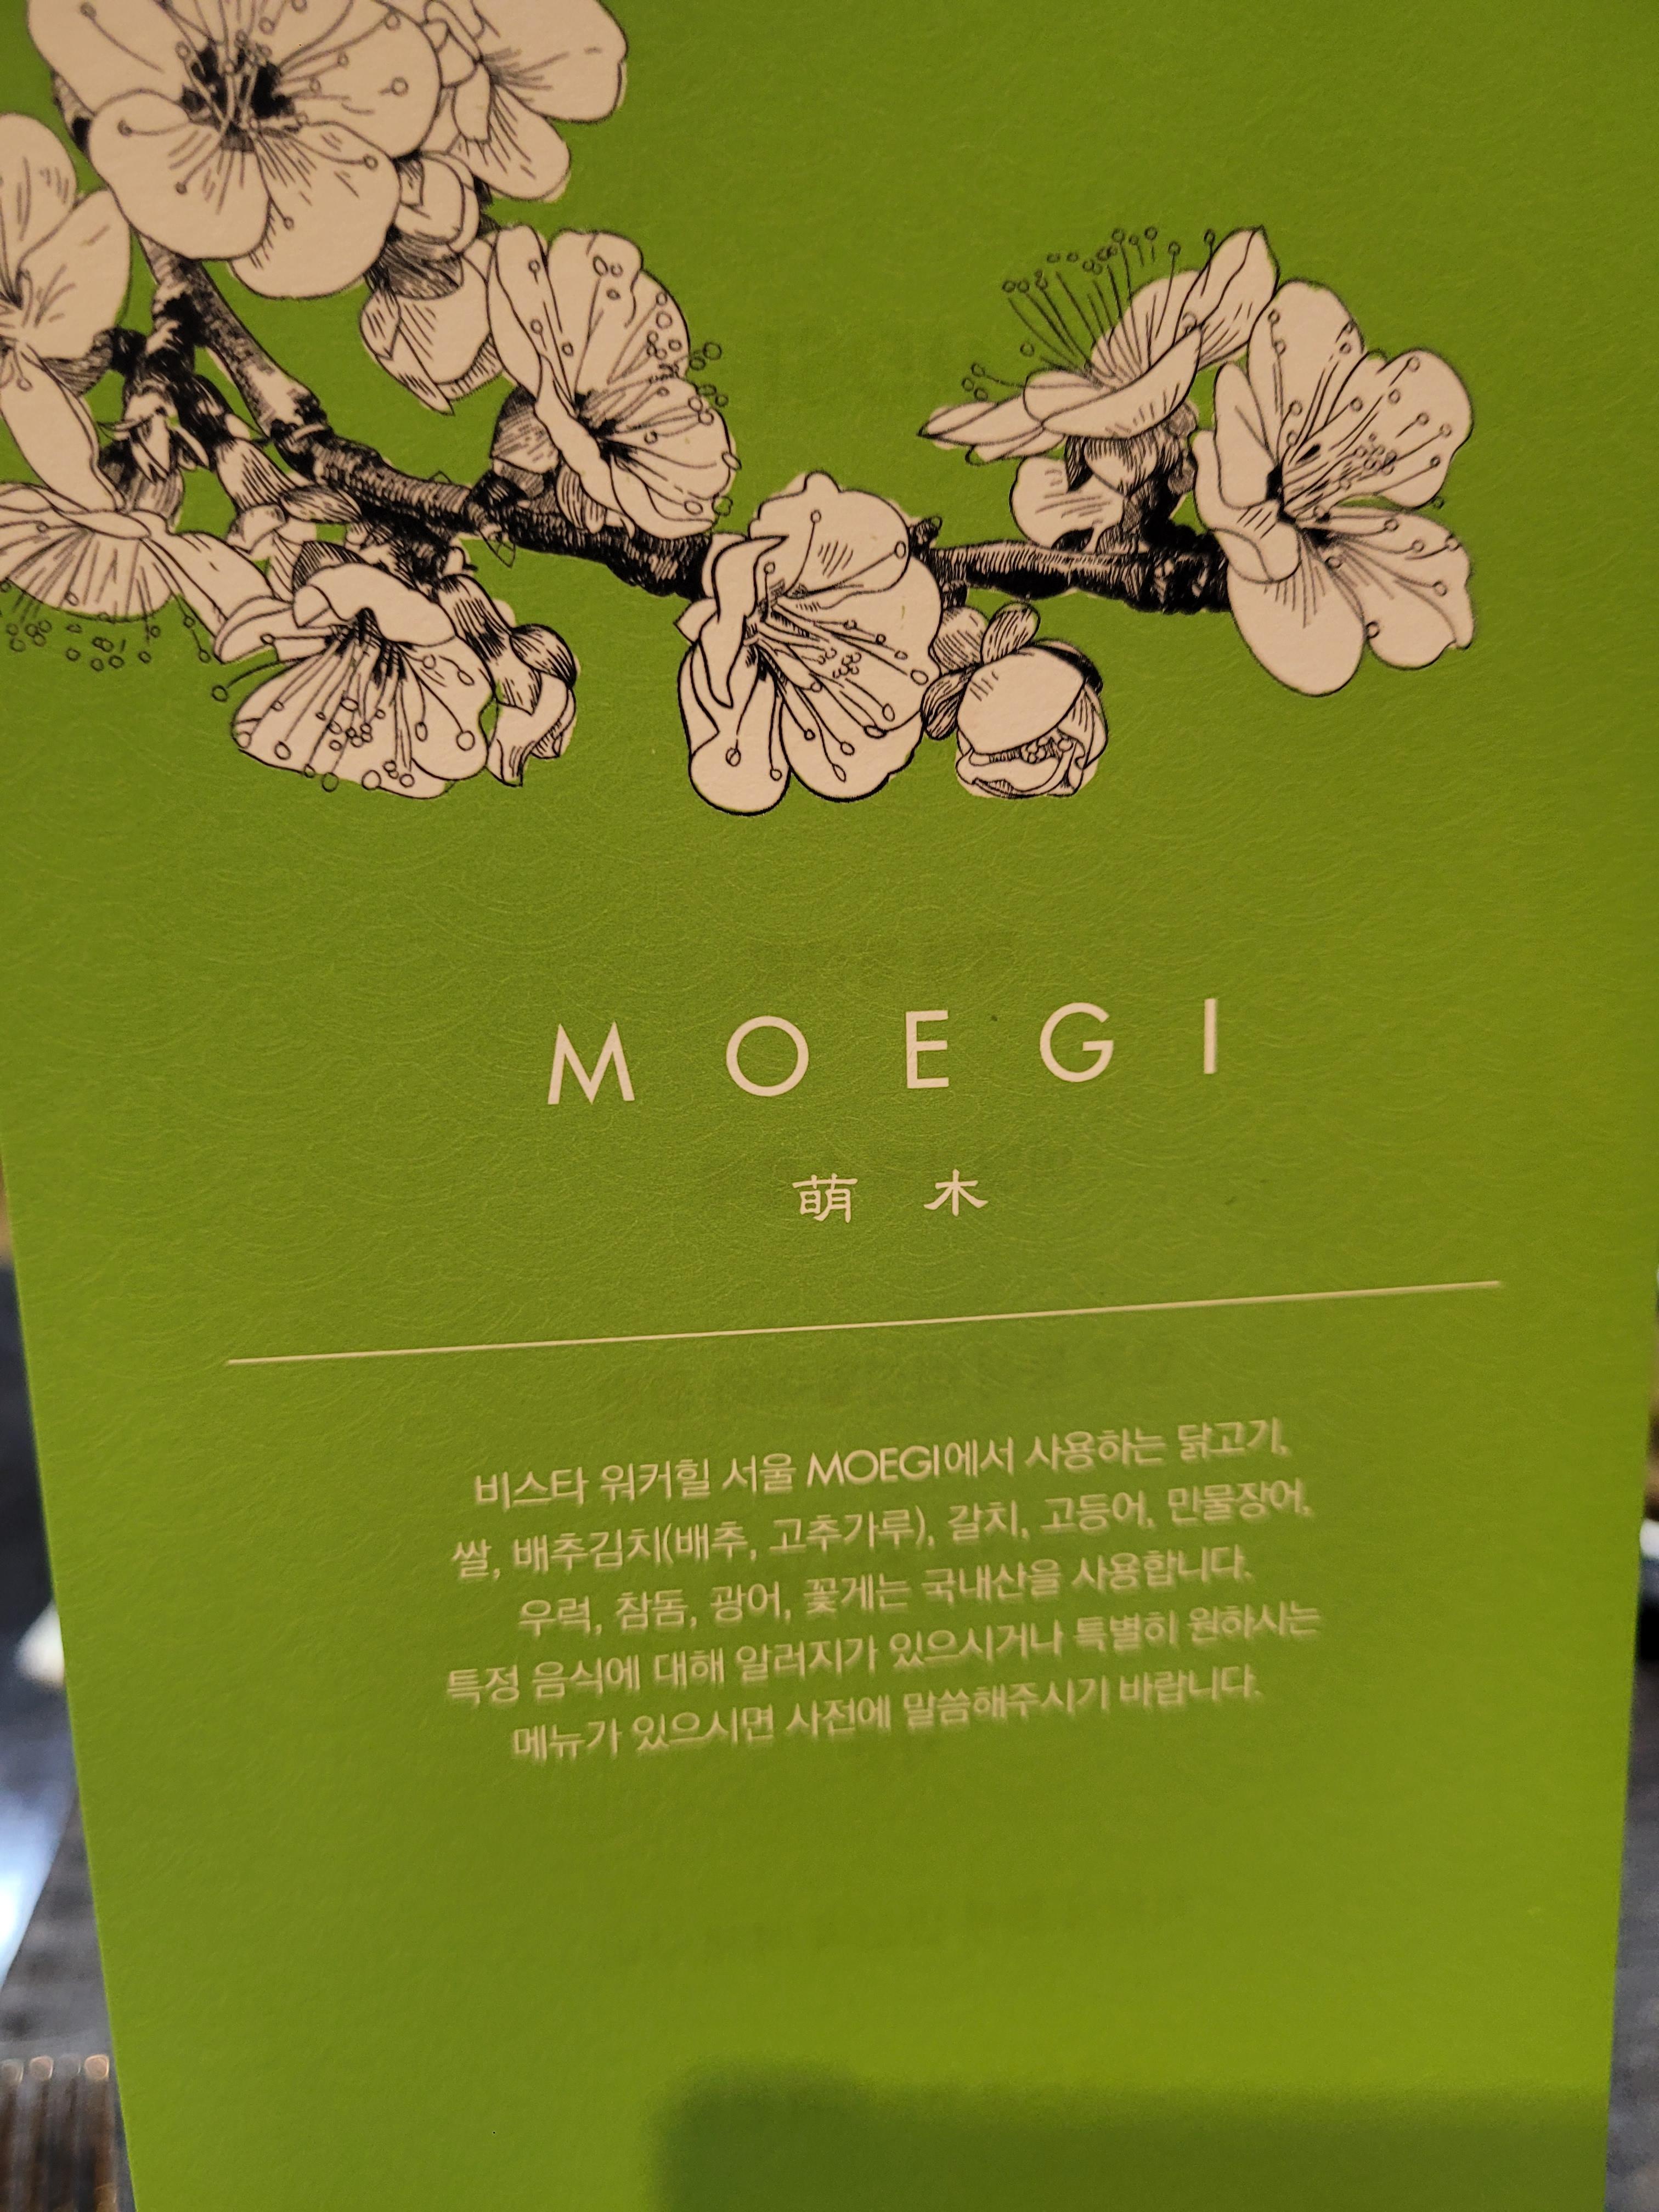 MOEGI
萌木
비스타 워커힐 서울 MOEGI에서 사용하는 닭고기,
쌀, 배추김치(배추, 고추가루), 갈치, 고등어, 민물장어,
우럭, 참돔, 광어, 꽃게는 국내산을 사용합니다.
특정 음식에 대해 알러지가 있으시거나 특별히 원하시는
메뉴가 있으시면 사전에 말씀해주시기 바랍니다.